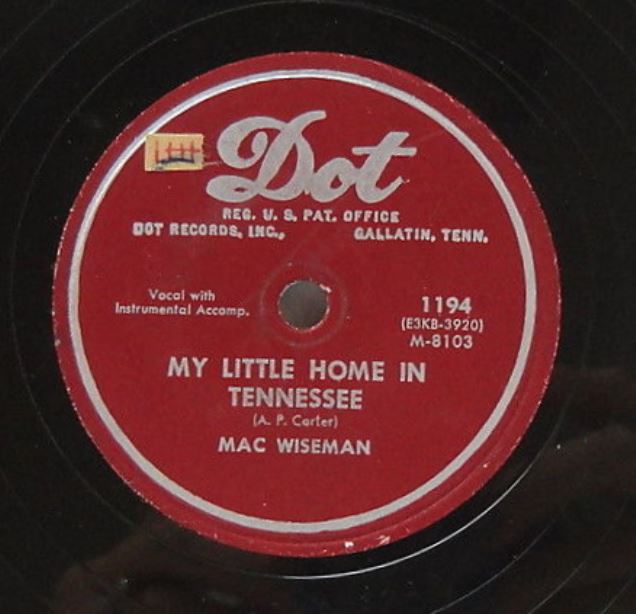 Dot
REG. U. S. PAT. OFFICE
DOT RECORDS, INC., GALLATIN, TENN.
Vocal with
Instrumental Accomp.
1194
(E3KB-3920)
M-8103
MY LITTLE HOME IN
TENNESSEE
(A. P. Carter)
MAC WISEMAN